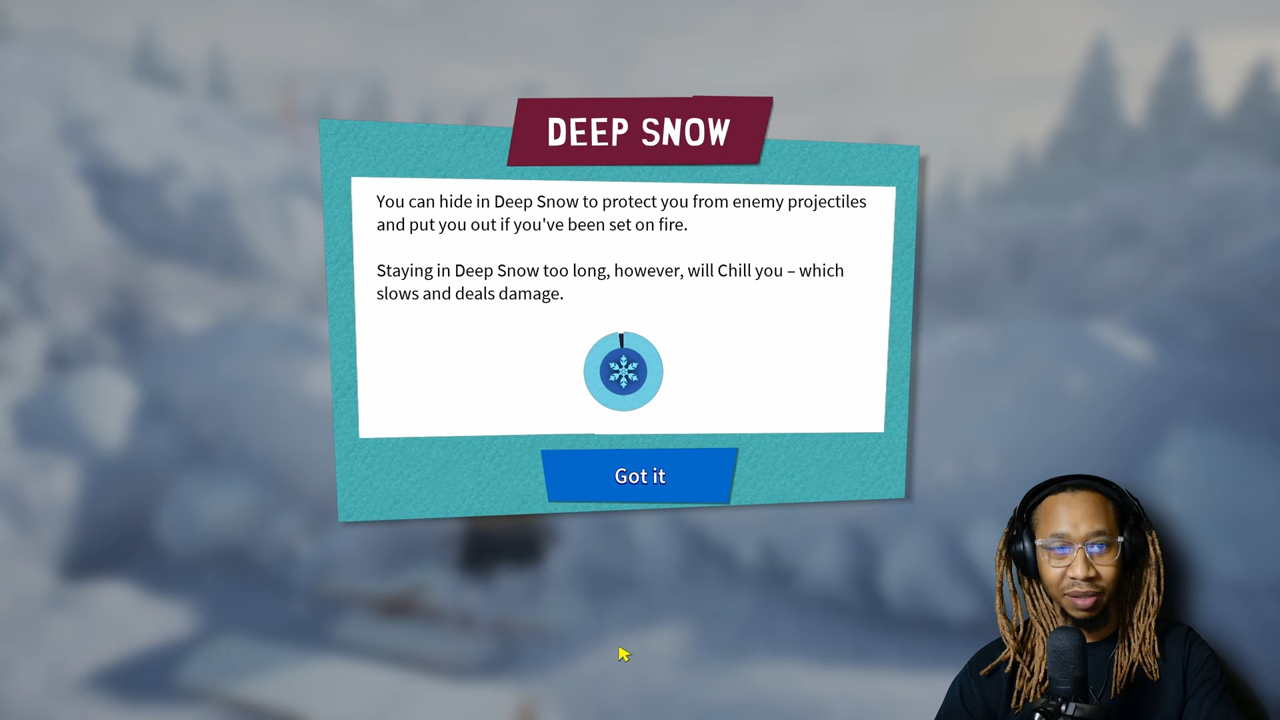 DEEP SNOW
You can hide in Deep Snow to protect you from enemy projectiles
and put you out if you've been set on fire.
Staying in Deep Snow too long, however, will Chill you – which
slows and deals damage.
Got it